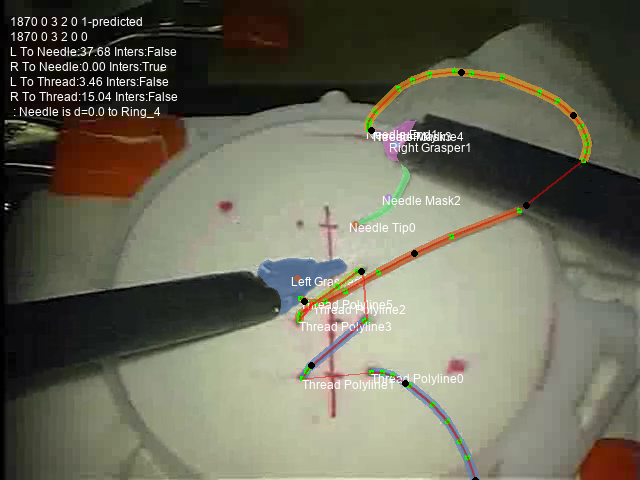 1870 0 3 2 0 1-predicted
1870 0 3 2 0 0
L To Needle:37.68 Inters:False
R To Needle:0.00 Inters:True
L To Thread:3.46 Inters:False
R To Thread:15.04 Inters:False
: Needle is d=0.0 to Ring_4
Right Grasper1
Needle Mask2
Needle Tip0
Thread Polyline2
Thread Polyline3
Thread Polyline1
Thread Polyline0